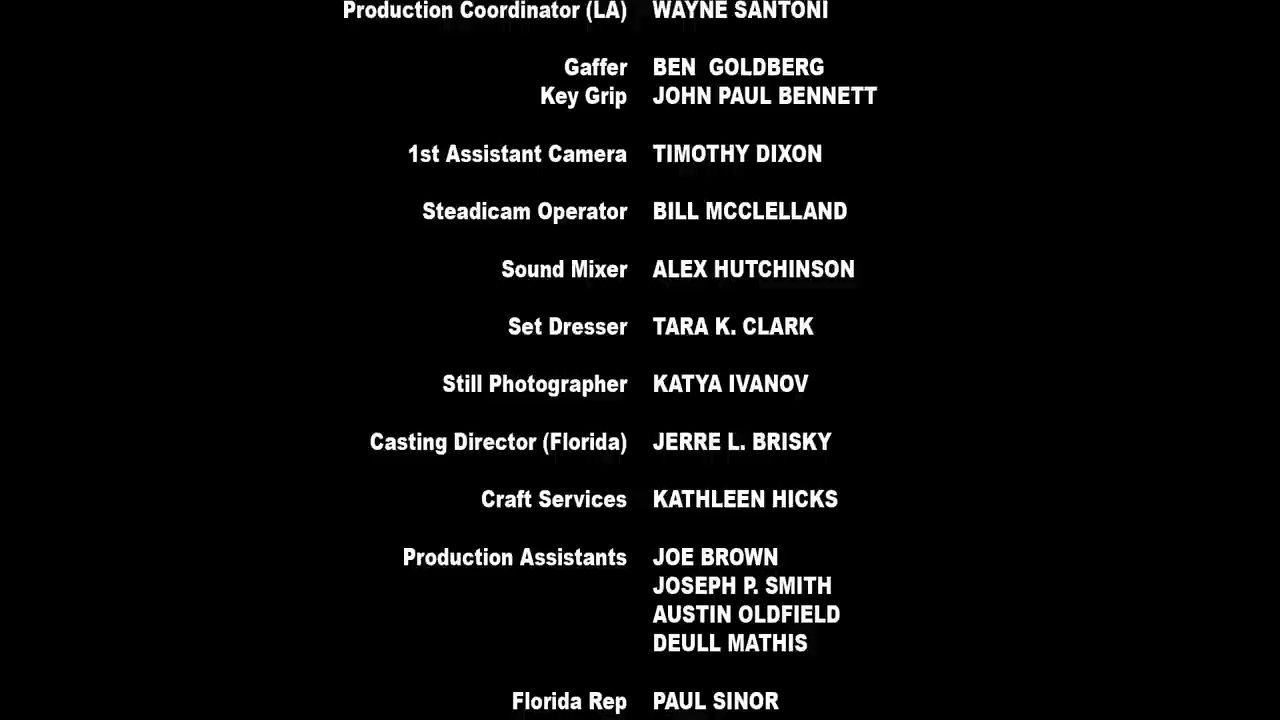 Production Coordinator (LA) WAYNE SANTONI
Gaffer BEN GOLDBERG
Key Grip JOHN PAUL BENNETT
1st Assistant Camera TIMOTHY DIXON
Steadicam Operator BILL MCCLELLAND
Sound Mixer ALEX HUTCHINSON
Set Dresser TARA K. CLARK
Still Photographer KATYA IVANOV
Casting Director (Florida) JERRE L. BRISKY
Craft Services KATHLEEN HICKS
Production Assistants JOE BROWN
JOSEPH P. SMITH
AUSTIN OLDFIELD
DEULL MATHIS
Florida Rep PAUL SINOR